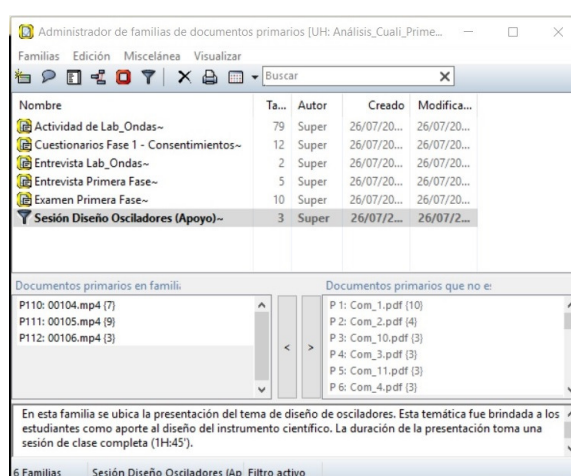 Administrador de familias de documentos primarios [UH: Análisis_Cuali_Prime...
Familias Edición Miscelánea Visualizar
Buscar
Nombre Ta... Autor Creado Modifica...
Actividad de Lab_Ondas~ 79 Super 26/07/20... 26/07/20...
Cuestionarios Fase 1 - Consentimientos~ 12 Super 26/07/20... 26/07/20...
Entrevista Lab_Ondas~ 2 Super 26/07/20... 26/07/20...
Entrevista Primera Fase~ 5 Super 26/07/20... 26/07/20...
Examen Primera Fase~ 10 Super 26/07/20... 26/07/20...
Sesión Diseño Osciladores (Apoyo)~ 3 Super 26/07/2... 26/07/2...
Documentos primarios en famili: Documentos primarios que no e:
P110: 00104.mp4 {7}
P111: 00105.mp4 {9}
P112: 00106.mp4 {3}
< >
P 1: Com_1.pdf {10}
P 2: Com_2.pdf {4}
P 3: Com_10.pdf {3}
P 4: Com_3.pdf {3}
P 5: Com_11.pdf {3}
P 6: Com_4.pdf {3}
En esta familia se ubica la presentación del tema de diseño de osciladores. Esta temática fue brindada a los
estudiantes como aporte al diseño del instrumento científico. La duración de la presentación toma una
sesión de clase completa (1H:45').
6 Familias Sesión Diseño Osciladores (Ap Filtro activo